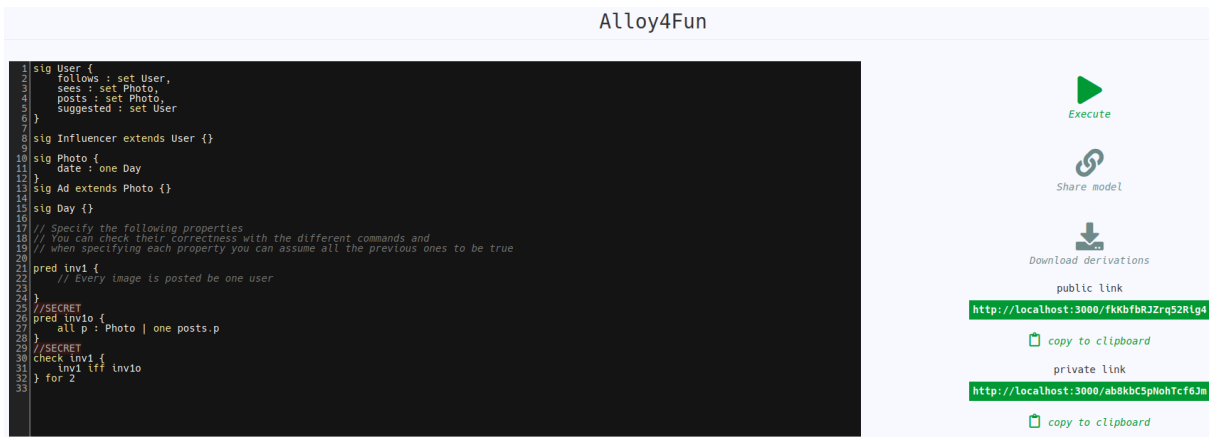 Alloy4Fun
1 sig User {
2 follows : set User,
3 sees : set Photo,
4 posts : set Photo,
5 suggested : set User
6 }
7
8 sig Influencer extends User {}
9
10 sig Photo {
11 date : one Day
12 }
13 sig Ad extends Photo {}
14
15 sig Day {}
16
17 // Specify the following properties
18 // You can check their correctness with the different commands and
19 // when specifying each property you can assume all the previous ones to be true
20
21 pred inv1 {
22 // Every image is posted be one user
23
24 }
25 //SECRET
26 pred inv1o {
27 all p : Photo | one posts.p
28 }
29 //SECRET
30 check inv1 {
31 inv1 iff inv1o
32 } for 2
33
Execute
Share model
Download derivations
public link
http://localhost:3000/fkKbfbRJZrq52Rig4
copy to clipboard
private link
http://localhost:3000/ab8kbC5pNohTcf6Jm
copy to clipboard